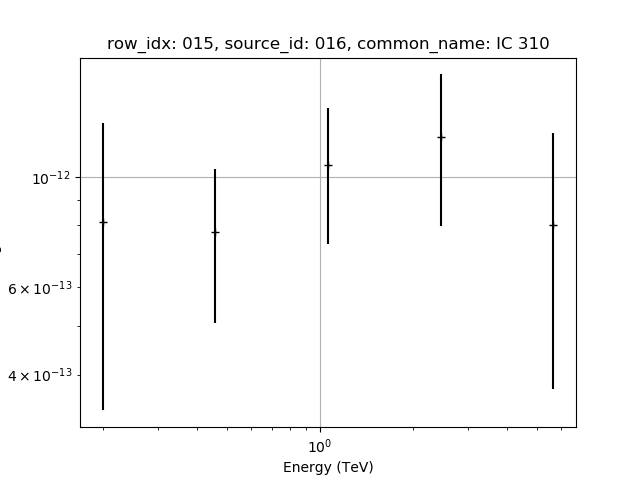 row_idx: 015, source_id: 016, common_name: IC 310
10⁻¹²
6 × 10⁻¹³
4 × 10⁻¹³
10⁰
Energy (TeV)